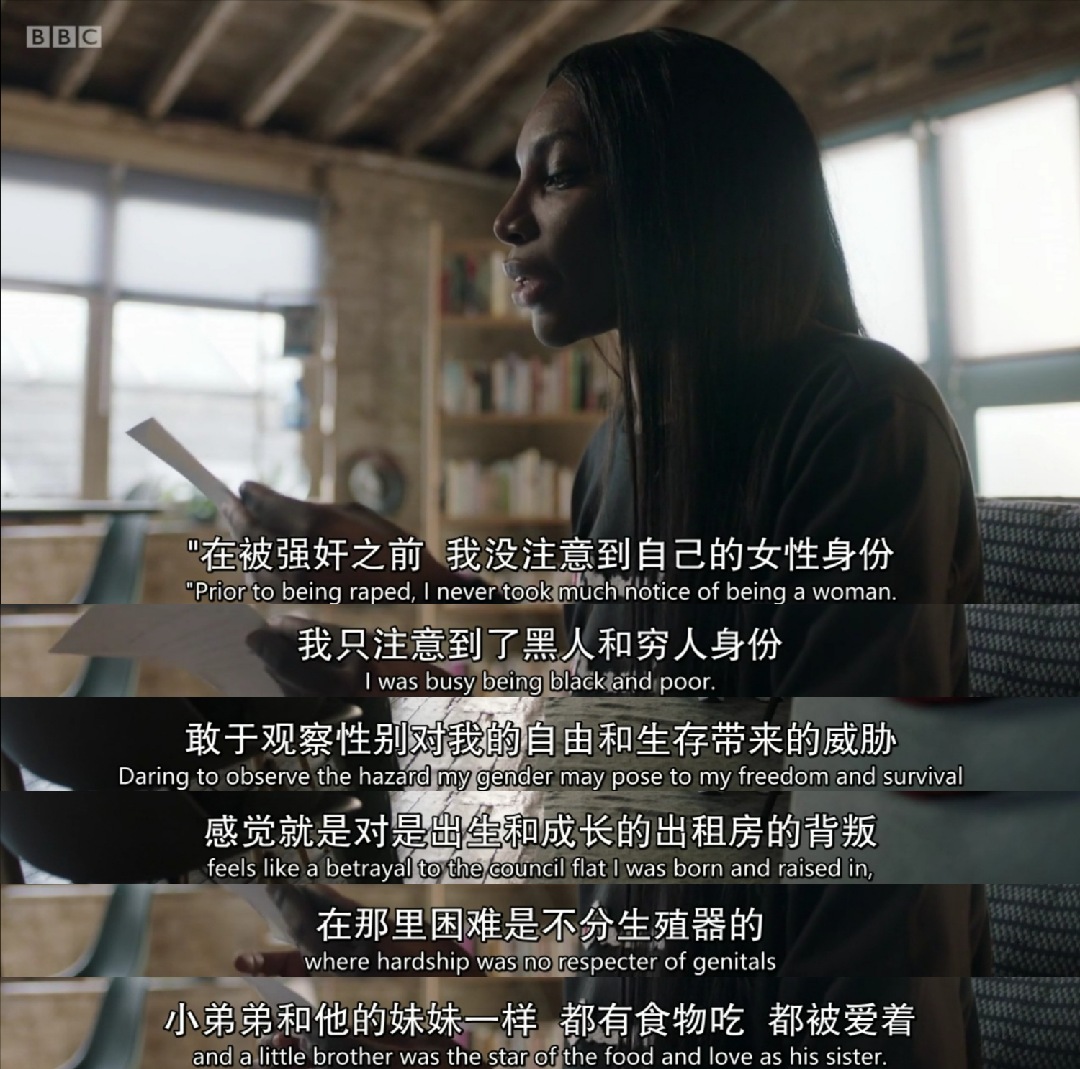 BBC
"在被强奸之前 我没注意到自己的女性身份
"Prior to being raped, I never took much notice of being a woman.
我只注意到了黑人和穷人身份
I was busy being black and poor.
敢于观察性别对我的自由和生存带来的威胁
Daring to observe the hazard my gender may pose to my freedom and survival
感觉就是对是出生和成长的出租房的背叛
feels like a betrayal to the council flat I was born and raised in,
在那里困难是不分生殖器的
where hardship was no respecter of genitals
小弟弟和他的妹妹一样 都有食物吃 都被爱着
and a little brother was the star of the food and love as his sister.